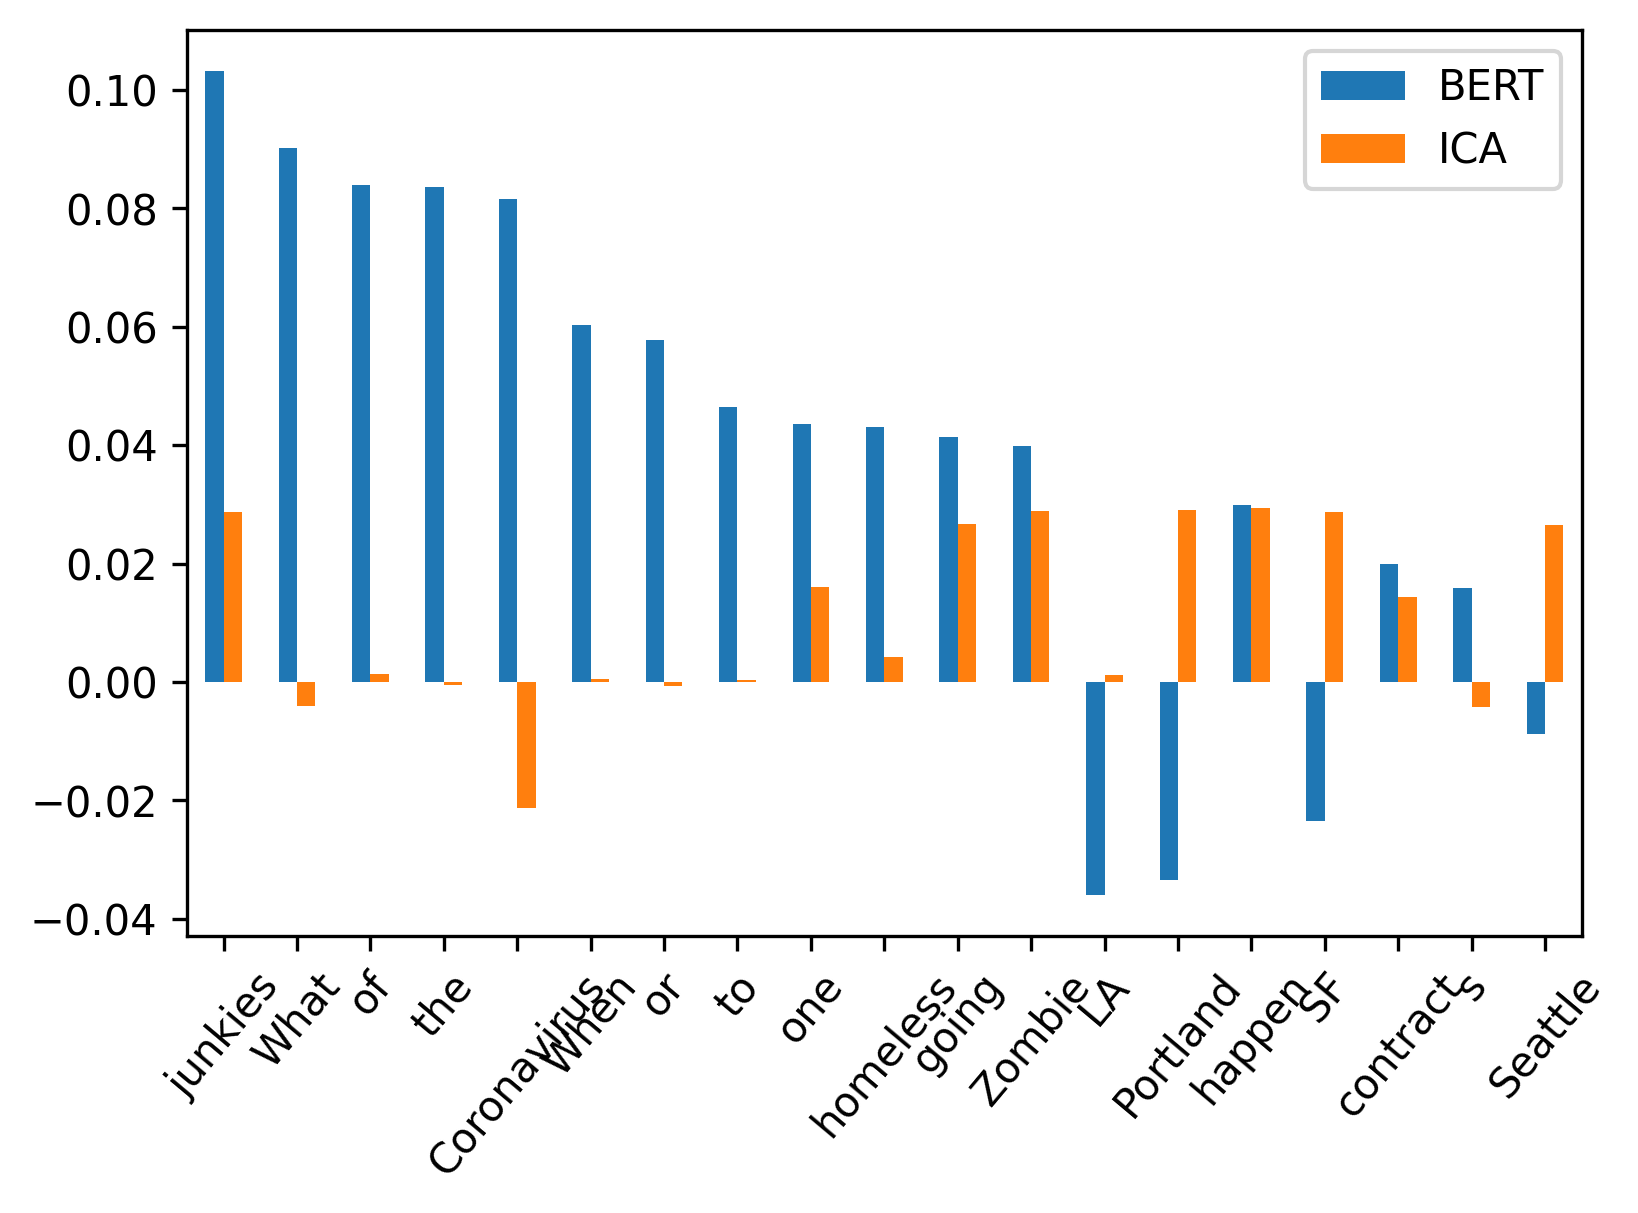 0.10
0.08
0.06
0.04
0.02
0.00
−0.02
−0.04
BERT
ICA
junkies
What
of
the
Coronavirus
When
or
to
one
homeless
going
Zombie
LA
Portland
happen
SF
contract
s
Seattle